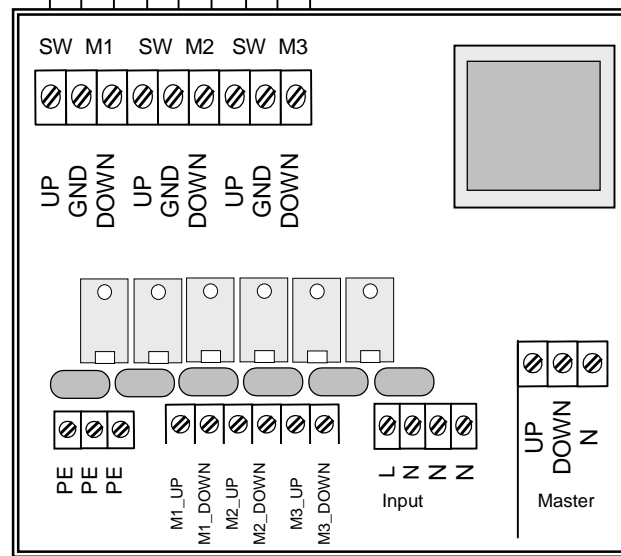 SW M1 SW M2 SW M3
UP GND DOWN UP GND DOWN UP GND DOWN
PE PE PE
M1_UP M1_DOWN M2_UP M2_DOWN M3_UP M3_DOWN
L N N N
Input
UP DOWN N
Master